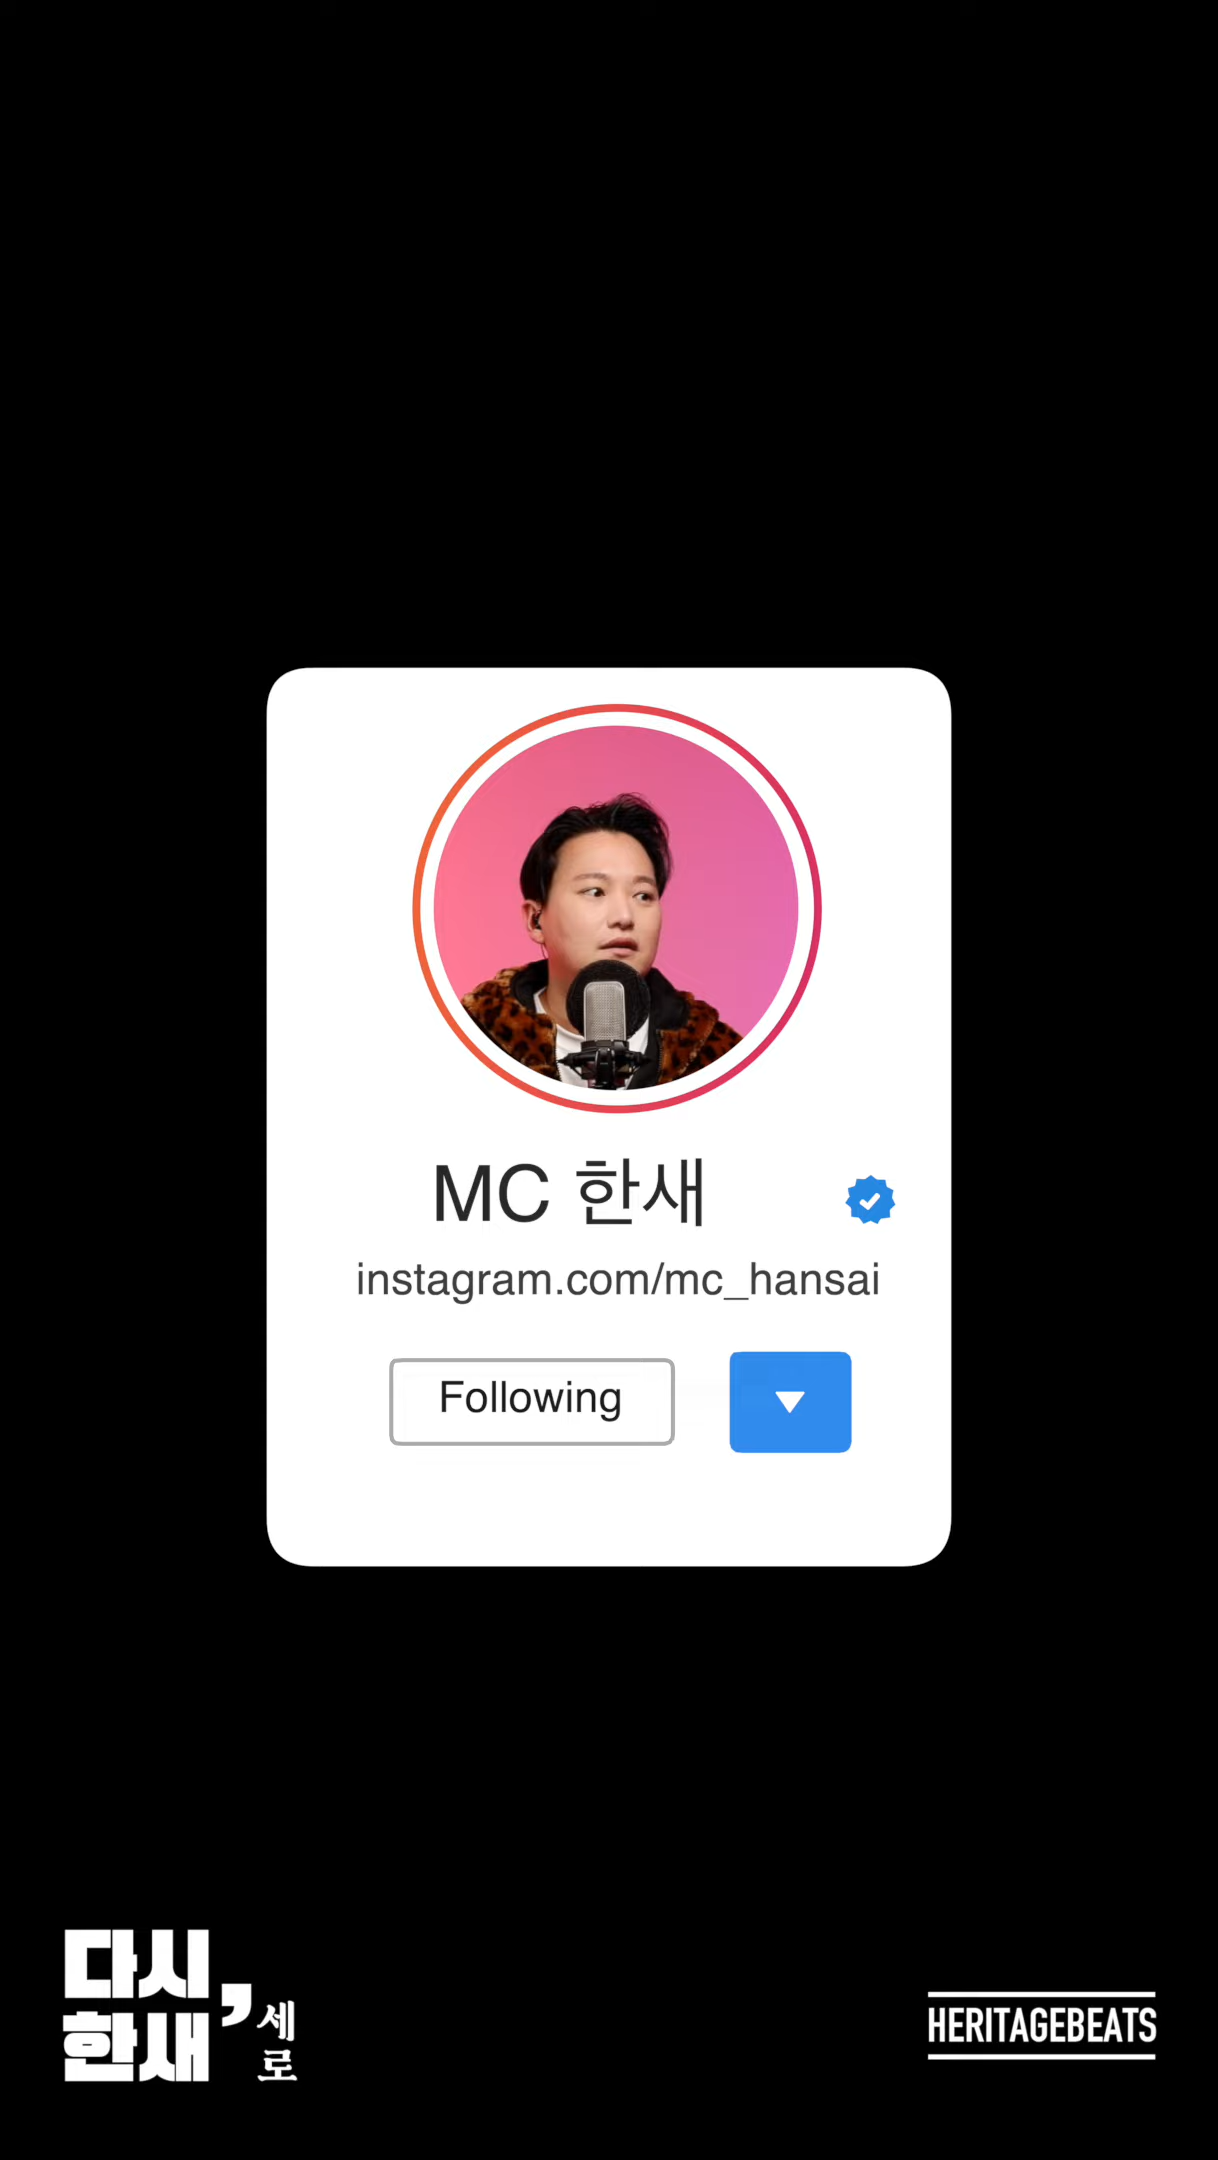 MC 한새
instagram.com/mc_hansai
Following
다시
한새,
세
로
HERITAGEBEATS